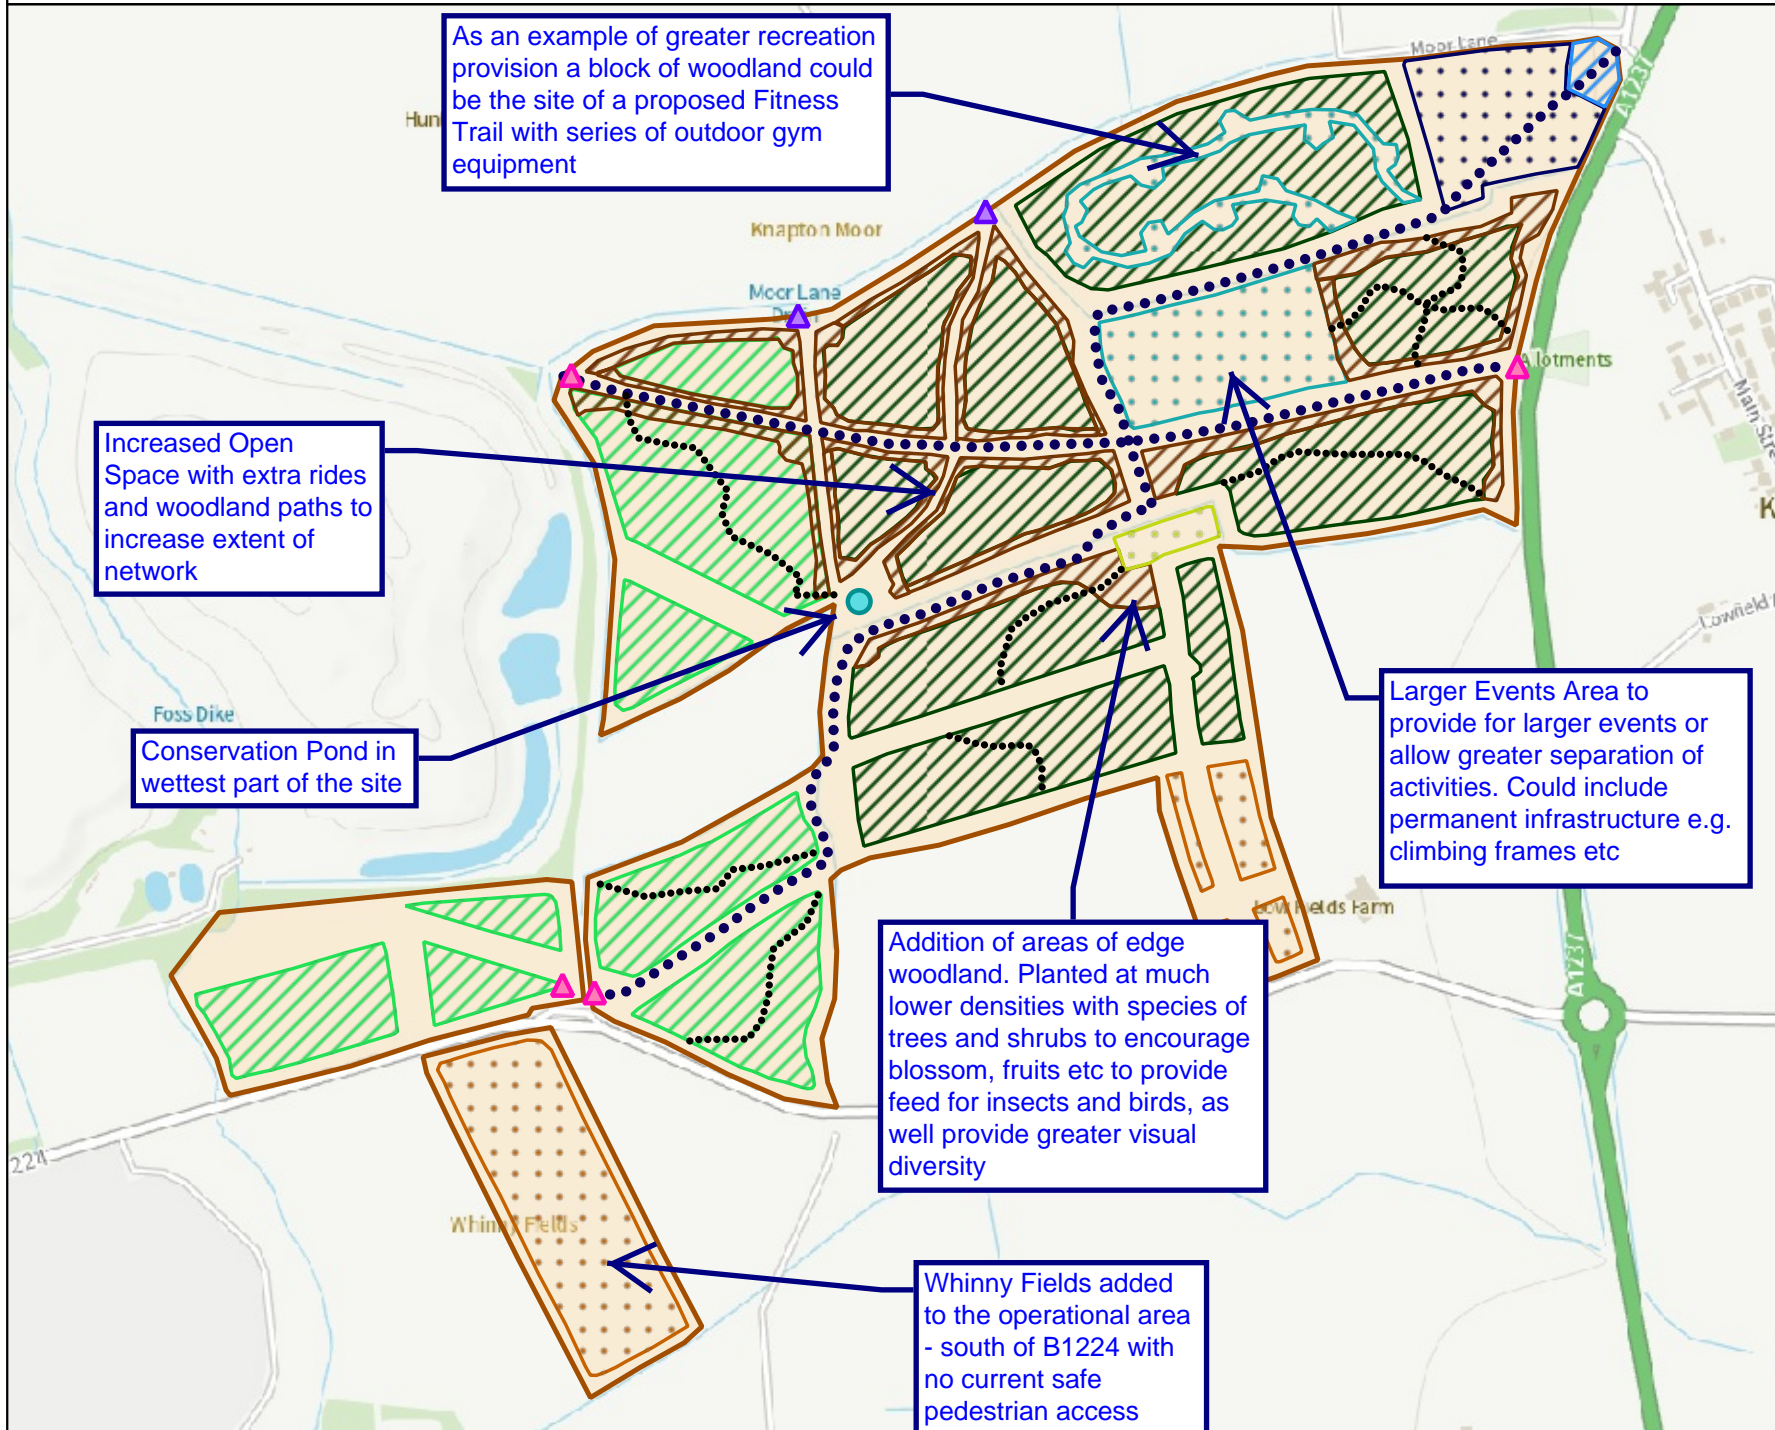 As an example of greater recreation
provision a block of woodland could
be the site of a proposed Fitness
Trail with series of outdoor gym
equipment
Moor Lane
A1237
Knapton Moor
Moor Lane
Allotments
Main
Increased Open
Space with extra rides
and woodland paths to
increase extent of
network
Lowfield
Foss Dike
Conservation Pond in
wettest part of the site
Larger Events Area to
provide for larger events or
allow greater separation of
activities. Could include
permanent infrastructure e.g.
climbing frames etc
Low Fields Farm
A1237
Addition of areas of edge
woodland. Planted at much
lower densities with species of
trees and shrubs to encourage
blossom, fruits etc to provide
feed for insects and birds, as
well provide greater visual
diversity
224
Whinny Fields
Whinny Fields added
to the operational area
- south of B1224 with
no current safe
pedestrian access